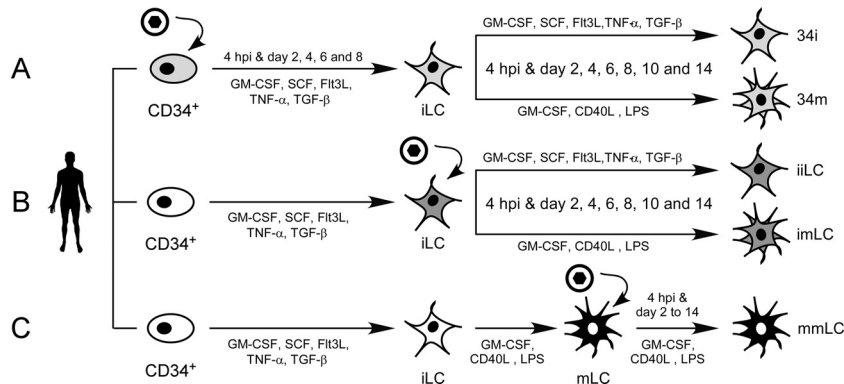 A
4 hpi & day 2, 4, 6 and 8
GM-CSF, SCF, Flt3L,
TNF-α, TGF-β
CD34+
iLC
GM-CSF, SCF, Flt3L,TNF-α, TGF-β
4 hpi & day 2, 4, 6, 8, 10 and 14
GM-CSF, CD40L , LPS
34i
34m
B
CD34+
GM-CSF, SCF, Flt3L,
TNF-α, TGF-β
iLC
GM-CSF, SCF, Flt3L,TNF-α, TGF-β
4 hpi & day 2, 4, 6, 8, 10 and 14
GM-CSF, CD40L , LPS
iiLC
imLC
C
CD34+
GM-CSF, SCF, Flt3L,
TNF-α, TGF-β
iLC
GM-CSF,
CD40L , LPS
mLC
4 hpi &
day 2 to 14
GM-CSF,
CD40L , LPS
mmLC